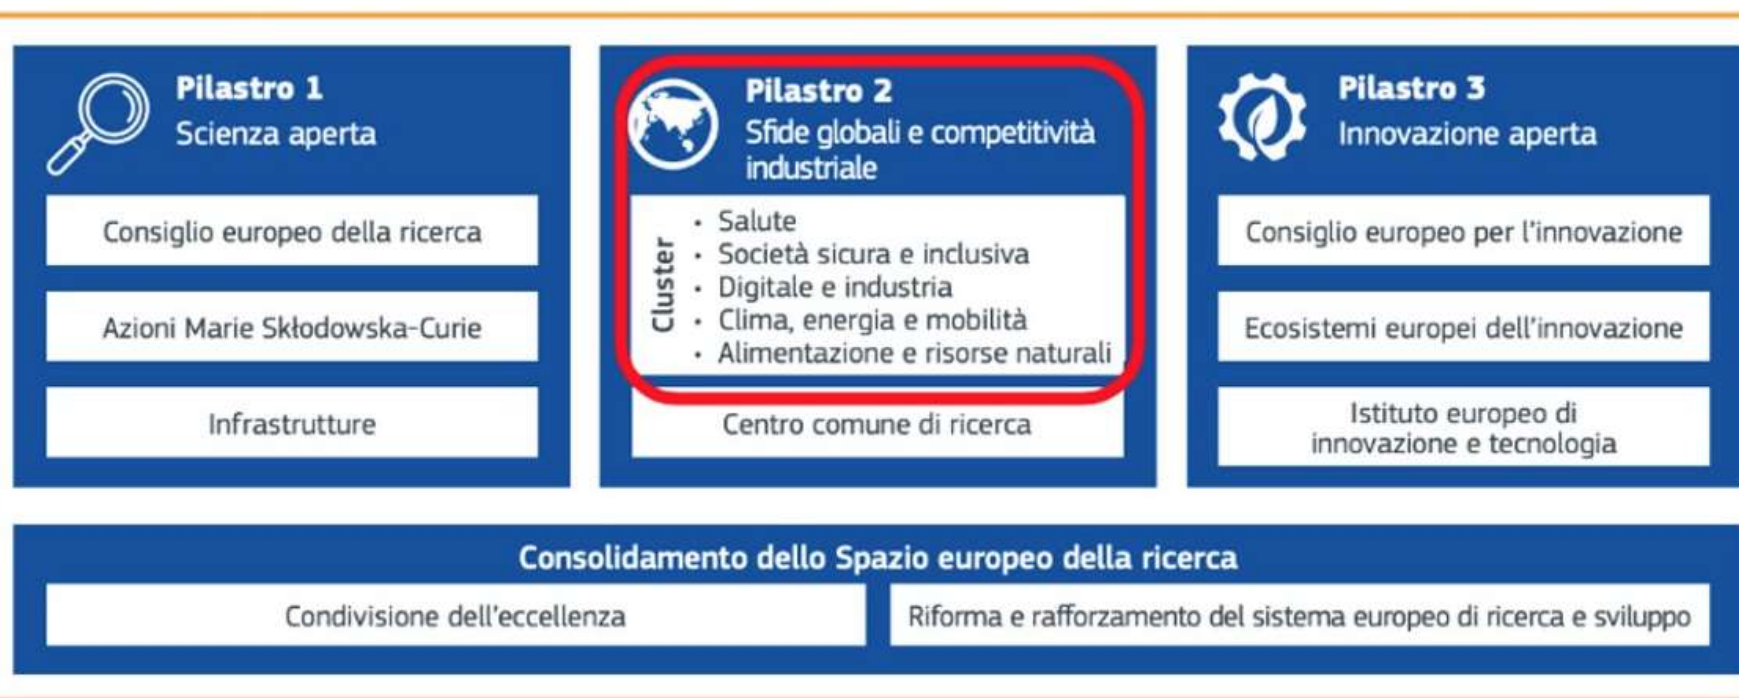 Pilastro 1
Scienza aperta
Consiglio europeo della ricerca
Azioni Marie Skłodowska-Curie
Infrastrutture
Pilastro 2
Sfide globali e competitività
industriale
Cluster
· Salute
· Società sicura e inclusiva
· Digitale e industria
· Clima, energia e mobilità
· Alimentazione e risorse naturali
Centro comune di ricerca
Pilastro 3
Innovazione aperta
Consiglio europeo per l'innovazione
Ecosistemi europei dell'innovazione
Istituto europeo di
innovazione e tecnologia
Consolidamento dello Spazio europeo della ricerca
Condivisione dell'eccellenza
Riforma e rafforzamento del sistema europeo di ricerca e sviluppo